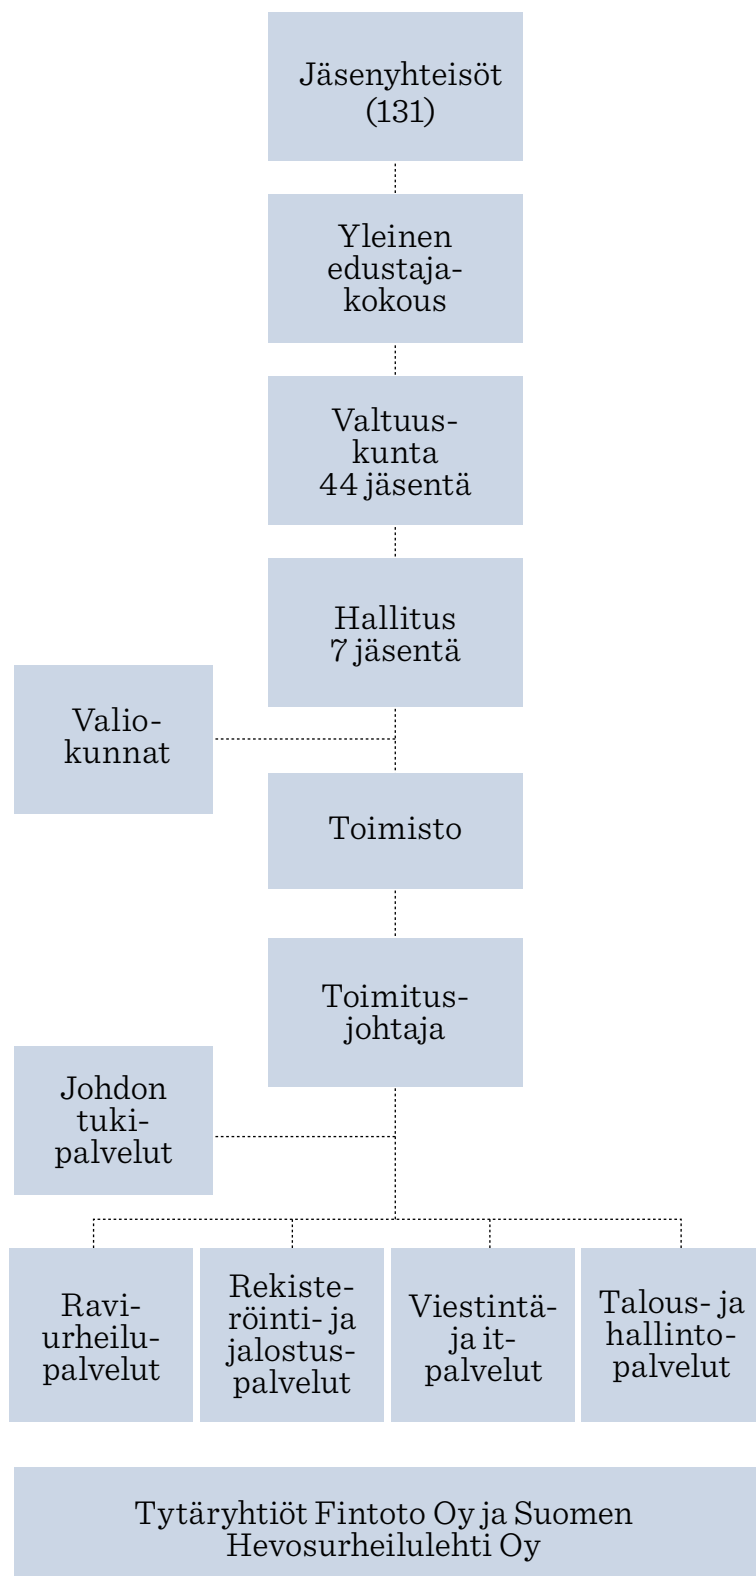 Jäsenyhteisöt
(131)
Yleinen
edustaja-
kokous
Valtuus-
kunta
44 jäsentä
Hallitus
7 jäsentä
Valio-
kunnat
Toimisto
Toimitus-
johtaja
Johdon
tuki-
palvelut
Ravi-
urheilu-
palvelut
Rekiste-
röinti- ja
jalostus-
palvelut
Viestintä-
ja it-
palvelut
Talous- ja
hallinto-
palvelut
Tytäryhtiöt Fintoto Oy ja Suomen
Hevosurheilulehti Oy